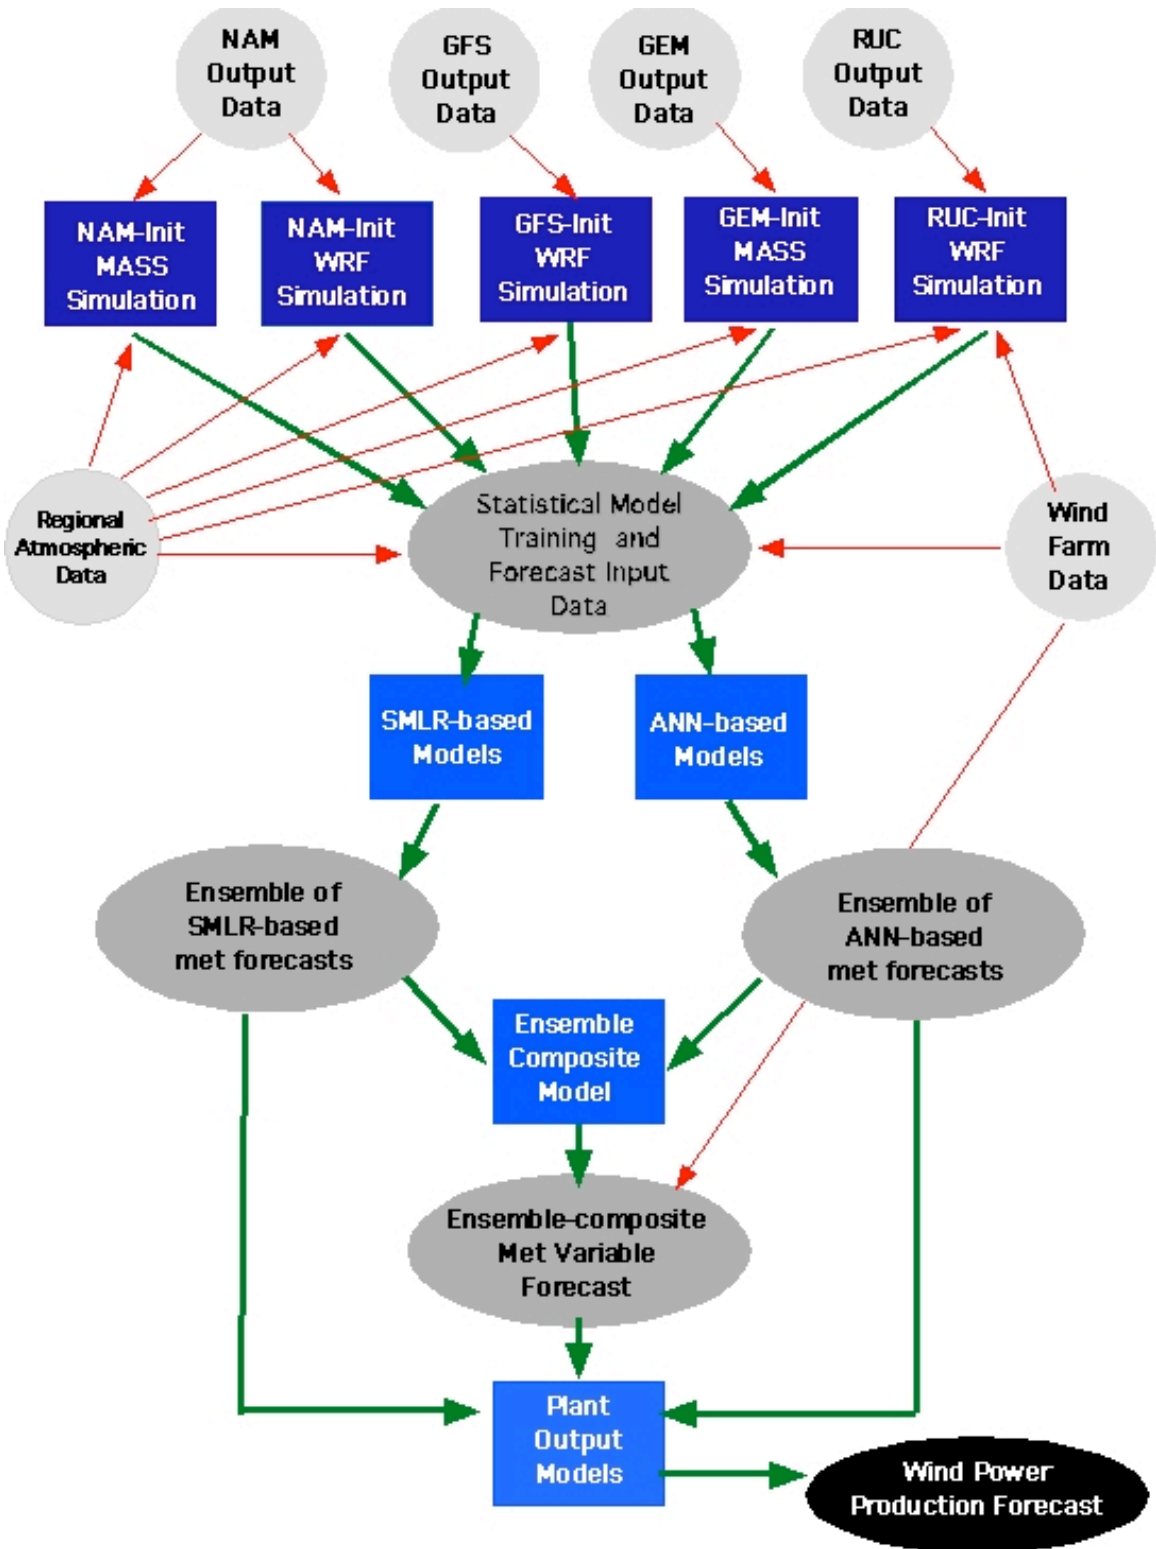 NAM
Output
Data
GFS
Output
Data
GEM
Output
Data
RUC
Output
Data
NAM-Init
MASS
Simulation
NAM-Init
WRF
Simulation
GFS-Init
WRF
Simulation
GEM-Init
MASS
Simulation
RUC-Init
WRF
Simulation
Regional
Atmospheric
Data
Statistical Model
Training and
Forecast Input
Data
Wind
Farm
Data
SMLR-based
Models
ANN-based
Models
Ensemble of
SMLR-based
met forecasts
Ensemble of
ANN-based
met forecasts
Ensemble
Composite
Model
Ensemble-composite
Met Variable
Forecast
Plant
Output
Models
Wind Power
Production Forecast